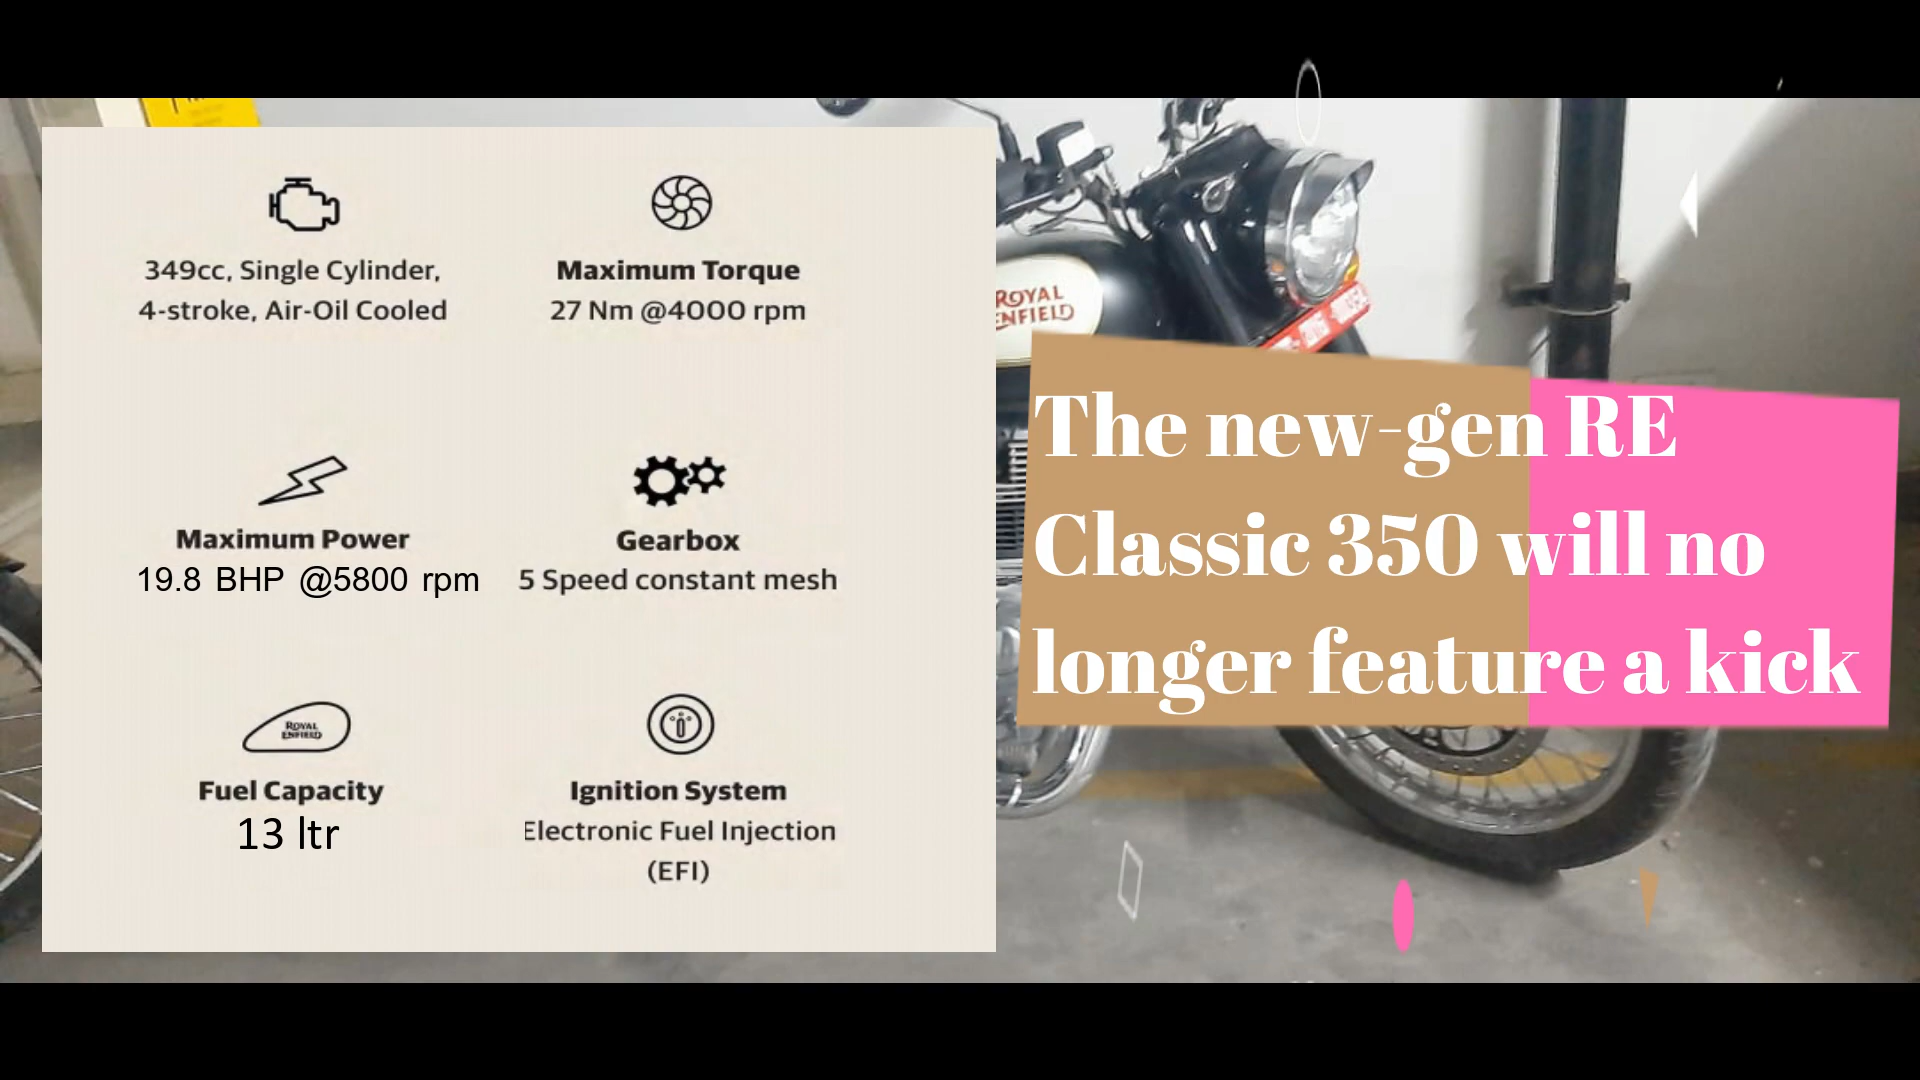 349cc, Single Cylinder,
4-stroke, Air-Oil Cooled
Maximum Torque
27 Nm @4000 rpm
Maximum Power
19.8 BHP @5800 rpm
Gearbox
5 Speed constant mesh
ROYAL
ENFIELD
Fuel Capacity
13 ltr
Ignition System
Electronic Fuel Injection
(EFI)
ROYAL
ENFIELD
The new-gen RE
Classic 350 will no
longer feature a kick